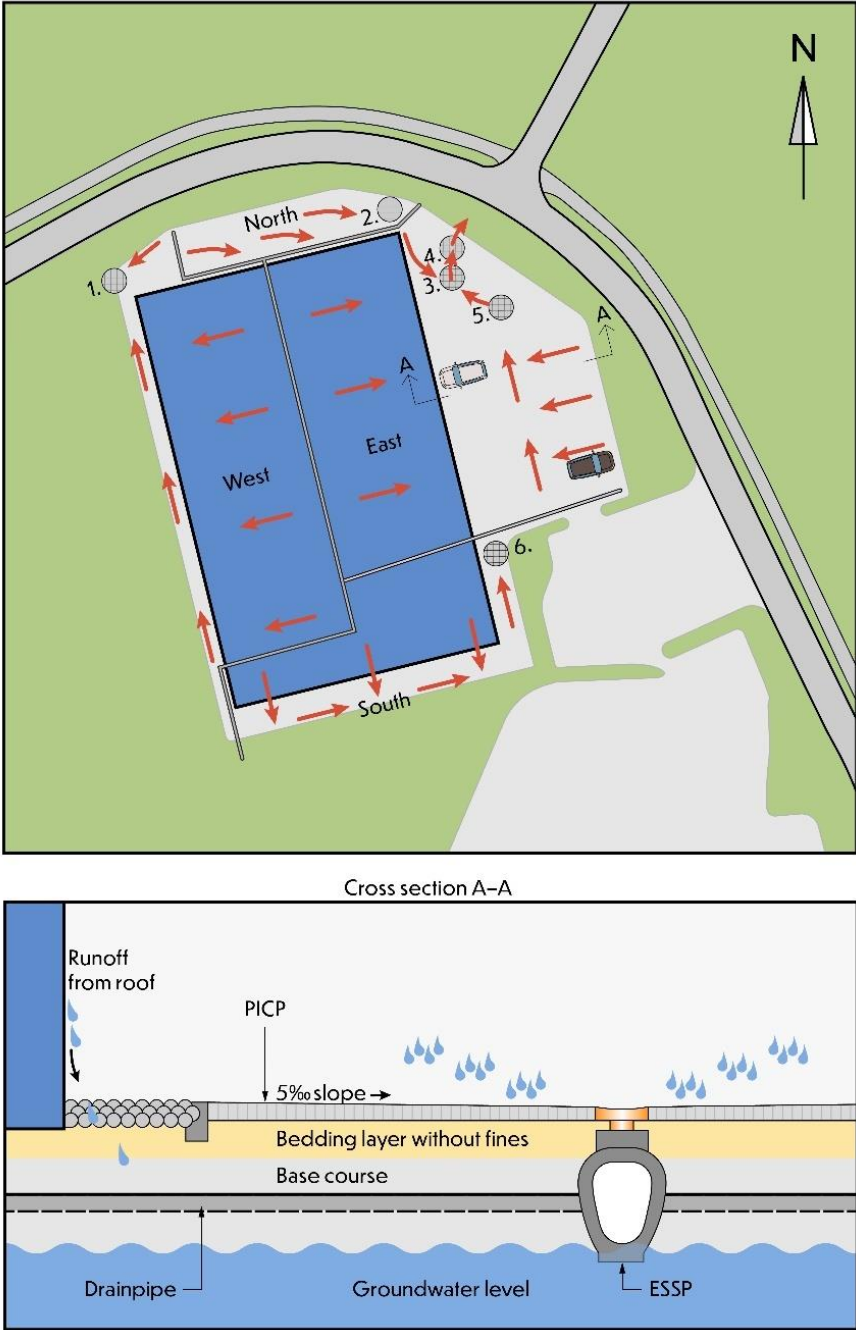 N
North
2.
1.
4.
3.
5.
A
A
East
West
6.
South
Cross section A–A
Runoff
from roof
PICP
5‰ slope →
Bedding layer without fines
Base course
Drainpipe
Groundwater level
ESSP